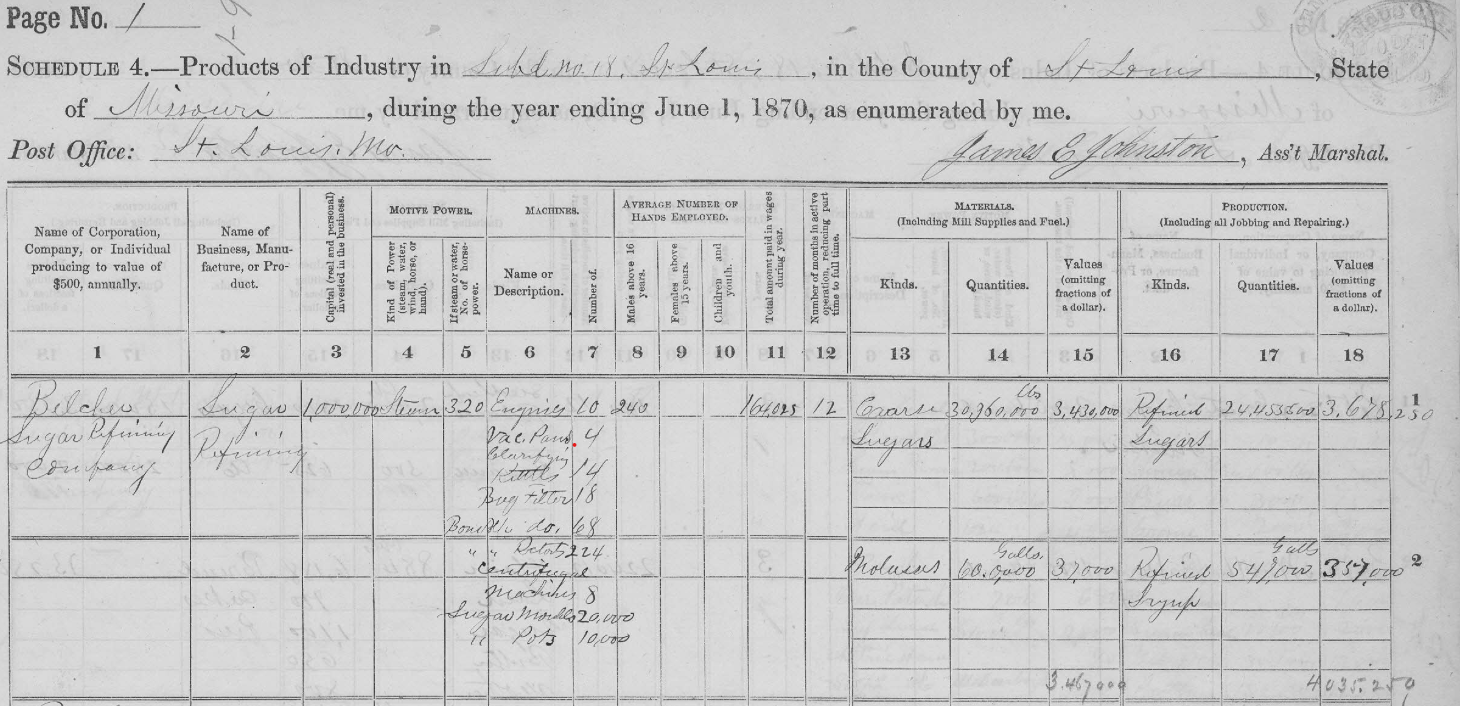 Page No. 1
SCHEDULE 4.—Products of Industry in Subd. no. 18, St. Louis, in the County of St Louis, State
of Missouri, during the year ending June 1, 1870, as enumerated by me.
Post Office: St. Louis. Mo.
James E Johnston, Ass't Marshal.
Name of Corporation, Company, or Individual producing to value of $500, annually.
Name of Business, Manufacture, or Product.
Capital (real and personal) invested in the business.
MOTIVE POWER.
Kind of Power (steam, water, wind, horse, or hand).
If steam or water, No. of horse-power.
MACHINES.
Name or Description.
Number of.
AVERAGE NUMBER OF HANDS EMPLOYED.
Males above 16 years.
Females above 15 years.
Children and youth.
Total amount paid in wages during year.
Number of months in active operation, reducing part time to full time.
MATERIALS.
(Including Mill Supplies and Fuel.)
Kinds.
Quantities.
Values (omitting fractions of a dollar).
PRODUCTION.
(Including all Jobbing and Repairing.)
Kinds.
Quantities.
Values (omitting fractions of a dollar).
1 2 3 4 5 6 7 8 9 10 11 12 13 14 15 16 17 18
lbs
Belcher Sugar 1,000,000 Steam 320 Engines 10 240 164,025 12 Coarse 30,360,000 3,430,000 Refined 24,455,500 3,678,250 1
Sugar Refining Refining Vac. Pans. 4 Sugars Sugars
Company Clarifying
Kettles 14
Bag Filter 18
Bone Blk do. 68
" " Retorts 224 Galls. Galls
Centrifugal Molasses 60.0,000 37,000 Refined 549,000 357,000 2
Machines 8 Syrup
Sugar Moulds 20,000
" Pots 10,000
3.467,000 4035.250